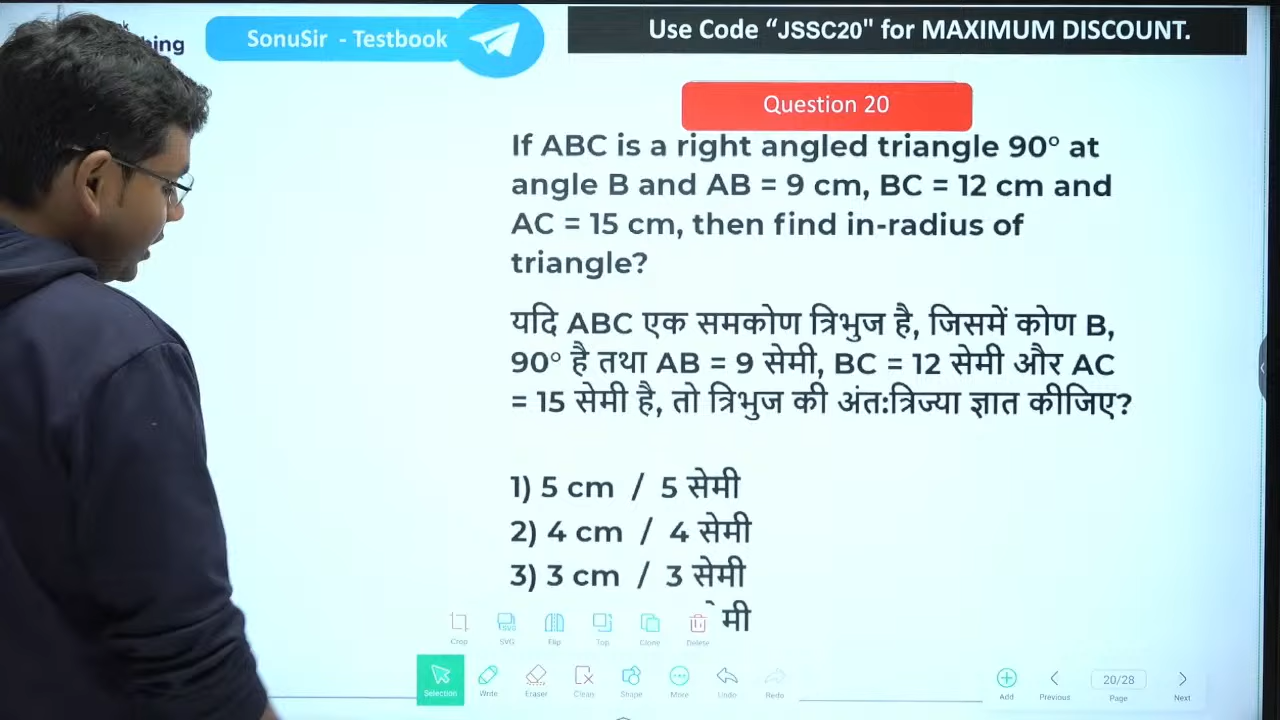 SonuSir - Testbook
Use Code “JSSC20" for MAXIMUM DISCOUNT.
Question 20
If ABC is a right angled triangle 90° at
angle B and AB = 9 cm, BC = 12 cm and
AC = 15 cm, then find in-radius of
triangle?
यदि ABC एक समकोण त्रिभुज है, जिसमें कोण B,
90° है तथा AB = 9 सेमी, BC = 12 सेमी और AC
= 15 सेमी है, तो त्रिभुज की अंत:त्रिज्या ज्ञात कीजिए?
1) 5 cm / 5 सेमी
2) 4 cm / 4 सेमी
3) 3 cm / 3 सेमी
Crop SVG Flip Top Clone Delete
Selection Write Eraser Clean Shape More Undo Redo
Add Previous 20/28 Page Next